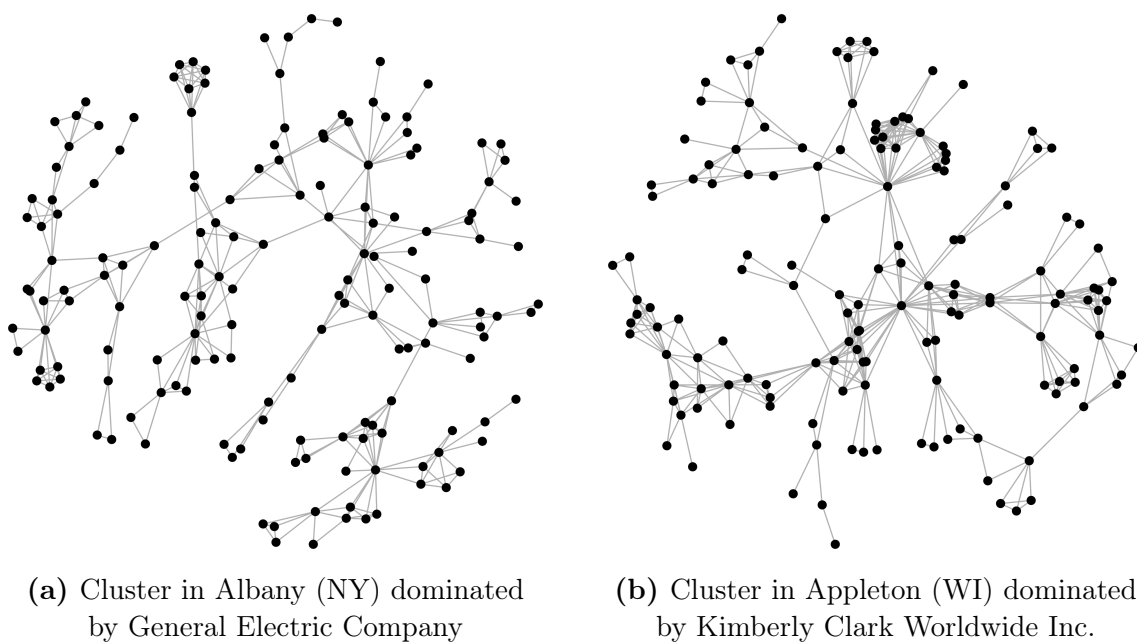 (a) Cluster in Albany (NY) dominated
by General Electric Company
(b) Cluster in Appleton (WI) dominated
by Kimberly Clark Worldwide Inc.